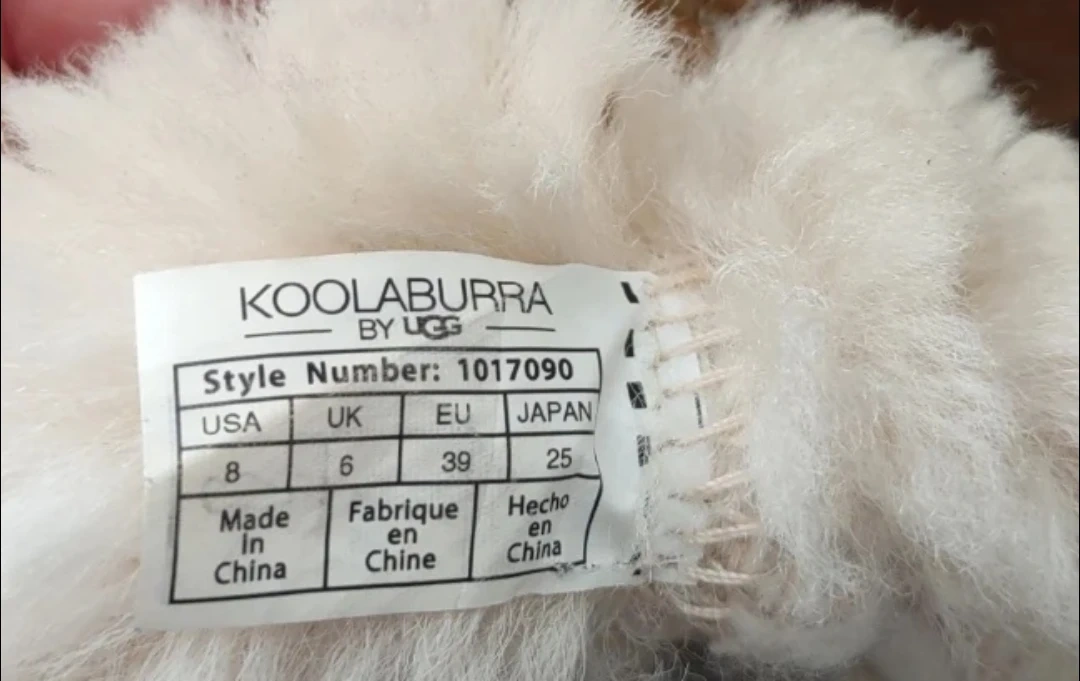 KOOLABURRA
BY UGG
Style Number: 1017090
USA UK EU JAPAN
8 6 39 25
Made in China
Fabrique en Chine
Hecho en China